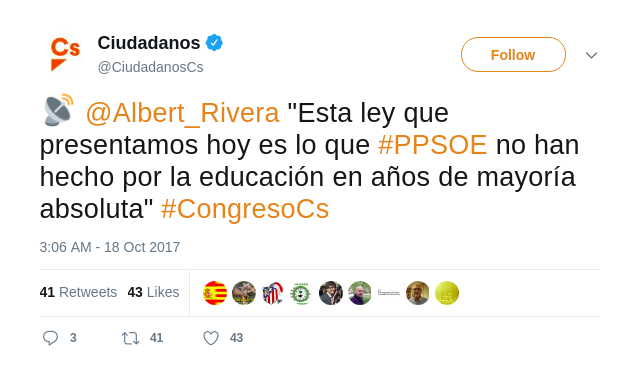 Cs
Ciudadanos
@CiudadanosCs
Follow
@Albert_Rivera "Esta ley que
presentamos hoy es lo que #PPSOE no han
hecho por la educación en años de mayoría
absoluta" #CongresoCs
3:06 AM - 18 Oct 2017
41 Retweets 43 Likes
3 41 43